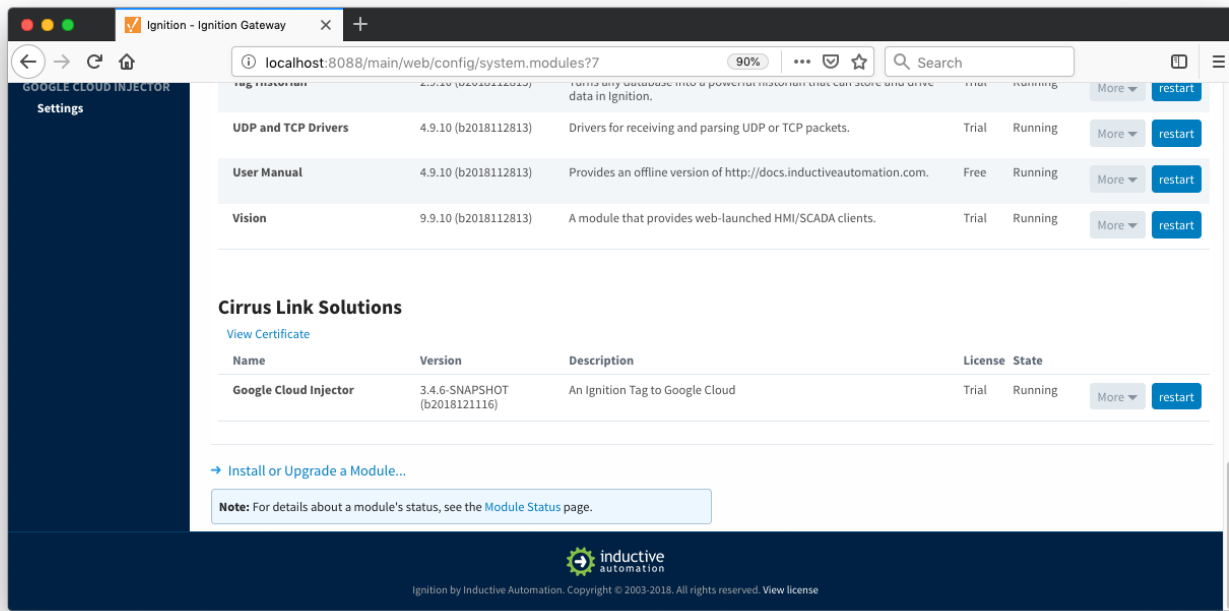 Ignition - Ignition Gateway
localhost:8088/main/web/config/system.modules?7
90%
Search
GOOGLE CLOUD INJECTOR
Settings
Tag Historian 2.9.10 (b2018112813) Turns any database into a powerful historian that can store and drive data in Ignition. Trial Running More restart
UDP and TCP Drivers 4.9.10 (b2018112813) Drivers for receiving and parsing UDP or TCP packets. Trial Running More restart
User Manual 4.9.10 (b2018112813) Provides an offline version of http://docs.inductiveautomation.com. Free Running More restart
Vision 9.9.10 (b2018112813) A module that provides web-launched HMI/SCADA clients. Trial Running More restart
Cirrus Link Solutions
View Certificate
Name Version Description License State
Google Cloud Injector 3.4.6-SNAPSHOT An Ignition Tag to Google Cloud Trial Running More restart
(b2018121116)
Install or Upgrade a Module...
Note: For details about a module's status, see the Module Status page.
inductive
automation
Ignition by Inductive Automation. Copyright © 2003-2018. All rights reserved. View license